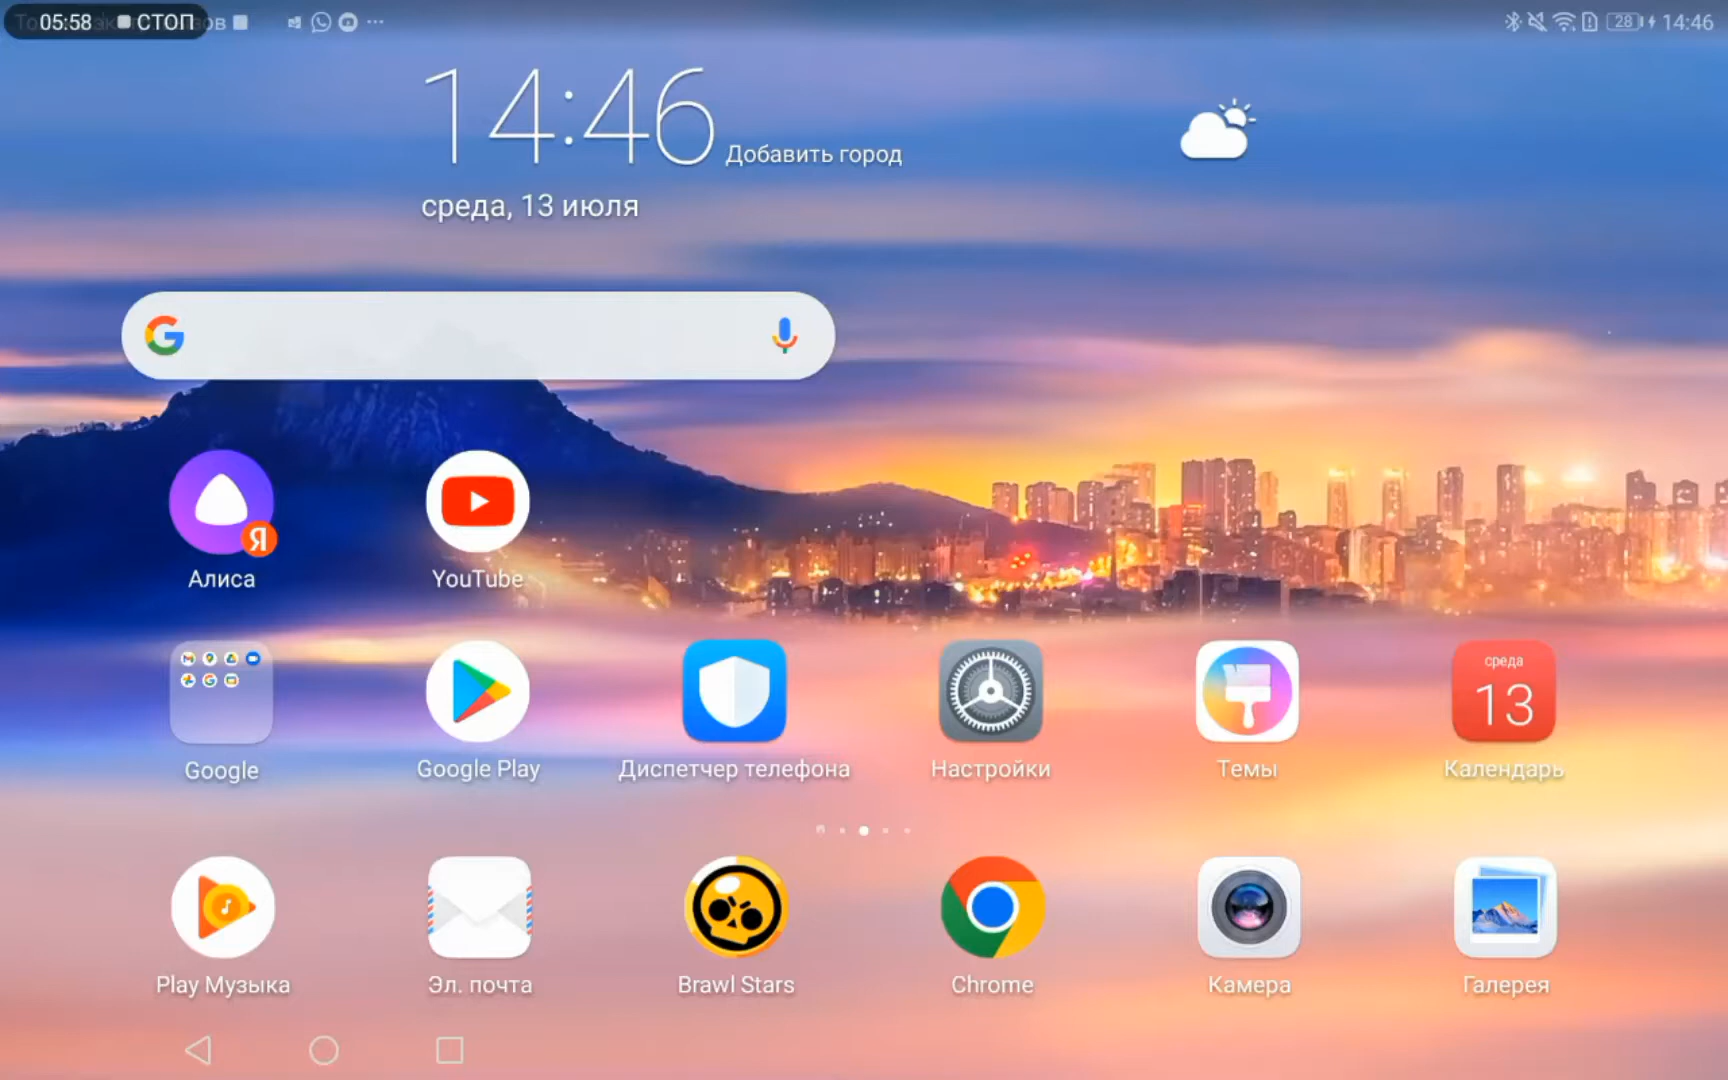 05:58 СТОП
28 14:46
14:46
Добавить город
среда, 13 июля
Алиса
YouTube
Google
Google Play
Диспетчер телефона
Настройки
Темы
среда
13
Календарь
Play Музыка
Эл. почта
Brawl Stars
Chrome
Камера
Галерея